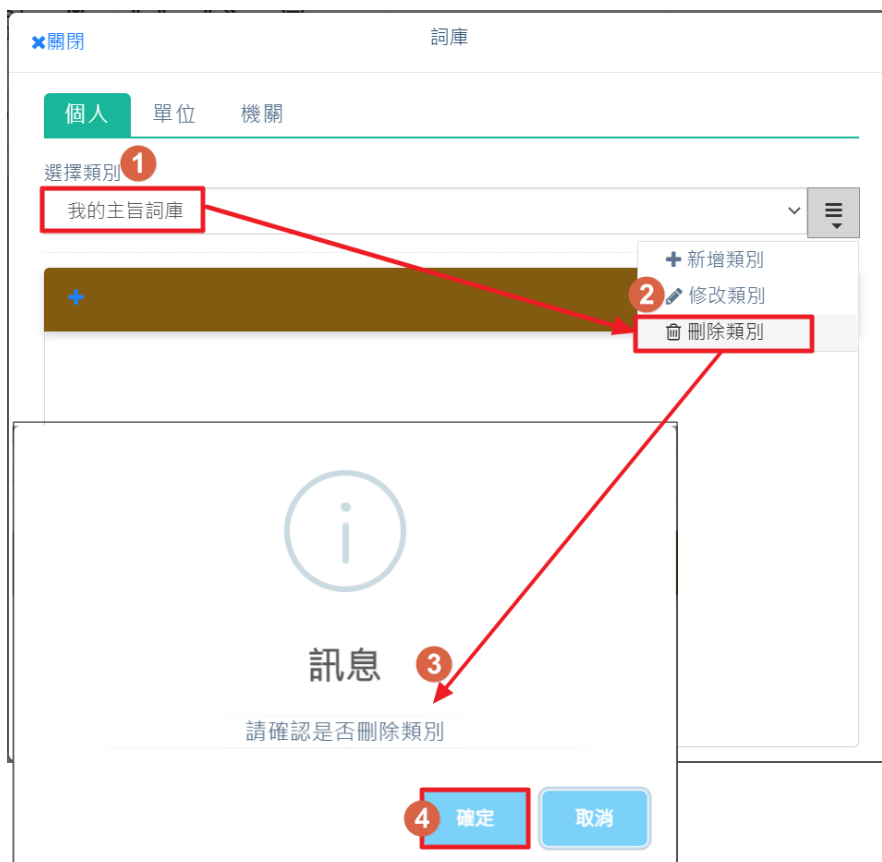 ✖關閉
詞庫
個人 單位 機關
選擇類別 1
我的主旨詞庫
新增類別
2 修改類別
刪除類別
訊息 3
請確認是否刪除類別
4 確定 取消